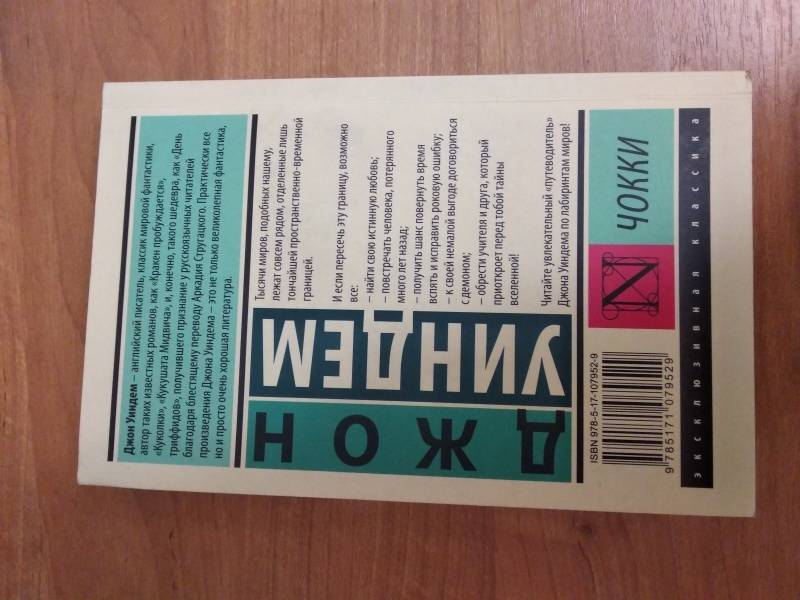 Джон Уиндем – английский писатель, классик мировой фантастики,
автор таких известных романов, как «Кракен пробуждается»,
«Куколки», «Кукушата Мидвича», и, конечно, такого шедевра, как «День
триффидов», получившего признание у русскоязычных читателей
благодаря блестящему переводу Аркадия Стругацкого. Практически все
произведения Джона Уиндема – это не только великолепная фантастика,
но и просто очень хорошая литература.
ДЖОН
УИНДЕМ
Тысячи миров, подобных нашему,
лежат совсем рядом, отделенные лишь
тончайшей пространственно-временной
границей.
И если пересечь эту границу, возможно
все:
– найти свою истинную любовь;
– повстречать человека, потерянного
много лет назад;
– получить шанс повернуть время
вспять и исправить роковую ошибку;
– к своей немалой выгоде договориться
с демоном;
– обрести учителя и друга, который
приоткроет перед тобой тайны
вселенной!
Читайте увлекательный «путеводитель»
Джона Уиндема по лабиринтам миров!
ISBN 978-5-17-107952-9
9 785171 079529
N
ЧОККИ
эксклюзивная классика